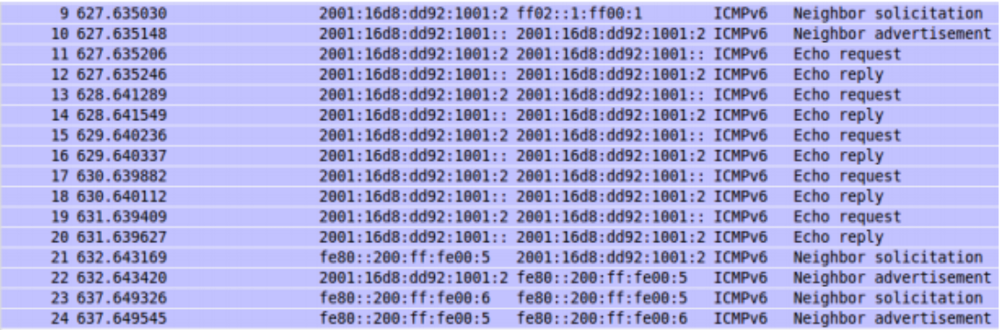 9 627.635030 2001:16d8:dd92:1001:2 ff02::1:ff00:1 ICMPv6 Neighbor solicitation
10 627.635148 2001:16d8:dd92:1001:: 2001:16d8:dd92:1001:2 ICMPv6 Neighbor advertisement
11 627.635206 2001:16d8:dd92:1001:2 2001:16d8:dd92:1001:: ICMPv6 Echo request
12 627.635246 2001:16d8:dd92:1001:: 2001:16d8:dd92:1001:2 ICMPv6 Echo reply
13 628.641289 2001:16d8:dd92:1001:2 2001:16d8:dd92:1001:: ICMPv6 Echo request
14 628.641549 2001:16d8:dd92:1001:: 2001:16d8:dd92:1001:2 ICMPv6 Echo reply
15 629.640236 2001:16d8:dd92:1001:2 2001:16d8:dd92:1001:: ICMPv6 Echo request
16 629.640337 2001:16d8:dd92:1001:: 2001:16d8:dd92:1001:2 ICMPv6 Echo reply
17 630.639882 2001:16d8:dd92:1001:2 2001:16d8:dd92:1001:: ICMPv6 Echo request
18 630.640112 2001:16d8:dd92:1001:: 2001:16d8:dd92:1001:2 ICMPv6 Echo reply
19 631.639409 2001:16d8:dd92:1001:2 2001:16d8:dd92:1001:: ICMPv6 Echo request
20 631.639627 2001:16d8:dd92:1001:: 2001:16d8:dd92:1001:2 ICMPv6 Echo reply
21 632.643169 fe80::200:ff:fe00:5 2001:16d8:dd92:1001:2 ICMPv6 Neighbor solicitation
22 632.643420 2001:16d8:dd92:1001:2 fe80::200:ff:fe00:5 ICMPv6 Neighbor advertisement
23 637.649326 fe80::200:ff:fe00:6 fe80::200:ff:fe00:5 ICMPv6 Neighbor solicitation
24 637.649545 fe80::200:ff:fe00:5 fe80::200:ff:fe00:6 ICMPv6 Neighbor advertisement